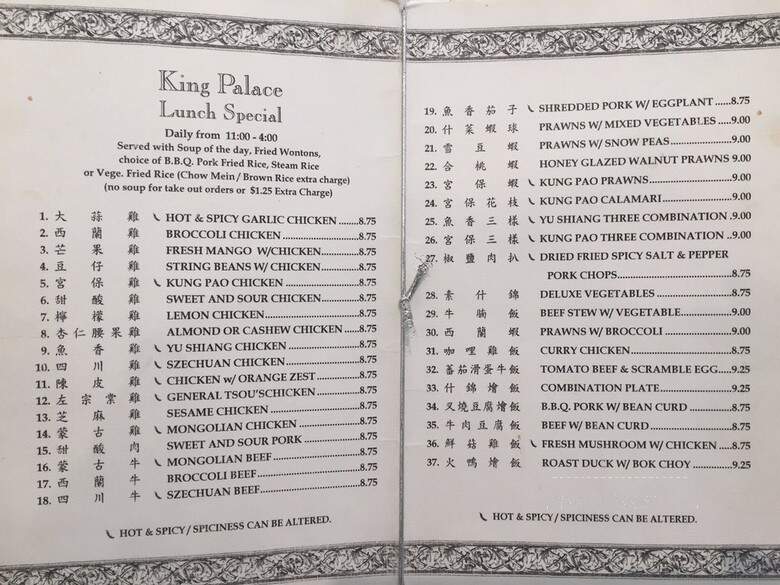 King Palace
Lunch Special
Daily from 11:00-4:00
Served with Soup of the day, Fried Wontons,
choice of B.B.Q. Pork Fried Rice, Steam Rice
or Vege. Fried Rice (Chow Mein / Brown Rice extra charge)
(no soup for take out orders or $1.25 Extra Charge)
1. 大蒜雞 HOT & SPICY GARLIC CHICKEN ........8.75
2. 西蘭雞 BROCCOLI CHICKEN ........8.75
3. 芒果雞 FRESH MANGO W/CHICKEN........8.75
4. 豆仔雞 STRING BEANS W/ CHICKEN........8.75
5. 宮保雞 KUNG PAO CHICKEN ........8.75
6. 甜酸雞 SWEET AND SOUR CHICKEN ........8.75
7. 檸檬雞 LEMON CHICKEN........8.75
8. 杏仁腰果雞 ALMOND OR CASHEW CHICKEN ........8.75
9. 魚香雞 YU SHIANG CHICKEN ........8.75
10. 四川雞 SZECHUAN CHICKEN........8.75
11. 陳皮雞 CHICKEN w/ ORANGE ZEST ........8.75
12. 左宗棠雞 GENERAL TSOU'SCHICKEN ........8.75
13. 芝麻雞 SESAME CHICKEN ........8.75
14. 蒙古雞 MONGOLIAN CHICKEN ........8.75
15. 甜酸肉 SWEET AND SOUR PORK ........8.75
16. 蒙古牛 MONGOLIAN BEEF........8.75
17. 西蘭牛 BROCCOLI BEEF........8.75
18. 四川牛 SZECHUAN BEEF........8.75
HOT & SPICY / SPICINESS CAN BE ALTERED.
19. 魚香茄子 SHREDDED PORK W/ EGGPLANT ......8.75
20. 什菜蝦球 PRAWNS W/ MIXED VEGETABLES .....9.00
21. 雪豆蝦 PRAWNS W/ SNOW PEAS ........9.00
22. 合桃蝦 HONEY GLAZED WALNUT PRAWNS 9.00
23. 宮保蝦 KUNG PAO PRAWNS........9.00
24. 宮保花枝 KUNG PAO CALAMARI ........9.00
25. 魚香三樣 YU SHIANG THREE COMBINATION .9.00
26. 宮保三樣 KUNG PAO THREE COMBINATION ..9.00
27. 椒鹽肉扒 DRIED FRIED SPICY SALT & PEPPER
PORK CHOPS........8.75
28. 素什錦 DELUXE VEGETABLES ........8.75
29. 牛腩飯 BEEF STEW W/ VEGETABLE........9.00
30. 西蘭蝦 PRAWNS W/ BROCCOLI ........9.00
31. 咖哩雞飯 CURRY CHICKEN ........8.75
32. 蕃茄滑蛋牛飯 TOMATO BEEF & SCRAMBLE EGG.....9.25
33. 什錦燴飯 COMBINATION PLATE........9.25
34. 叉燒豆腐燴飯 B.B.Q. PORK W/ BEAN CURD ........8.75
35. 牛肉豆腐飯 BEEF W/ BEAN CURD ........8.75
36. 鮮菇雞飯 FRESH MUSHROOM W/ CHICKEN .....8.75
37. 火鴨燴飯 ROAST DUCK W/ BOK CHOY ........9.25
HOT & SPICY / SPICINESS CAN BE ALTERED.